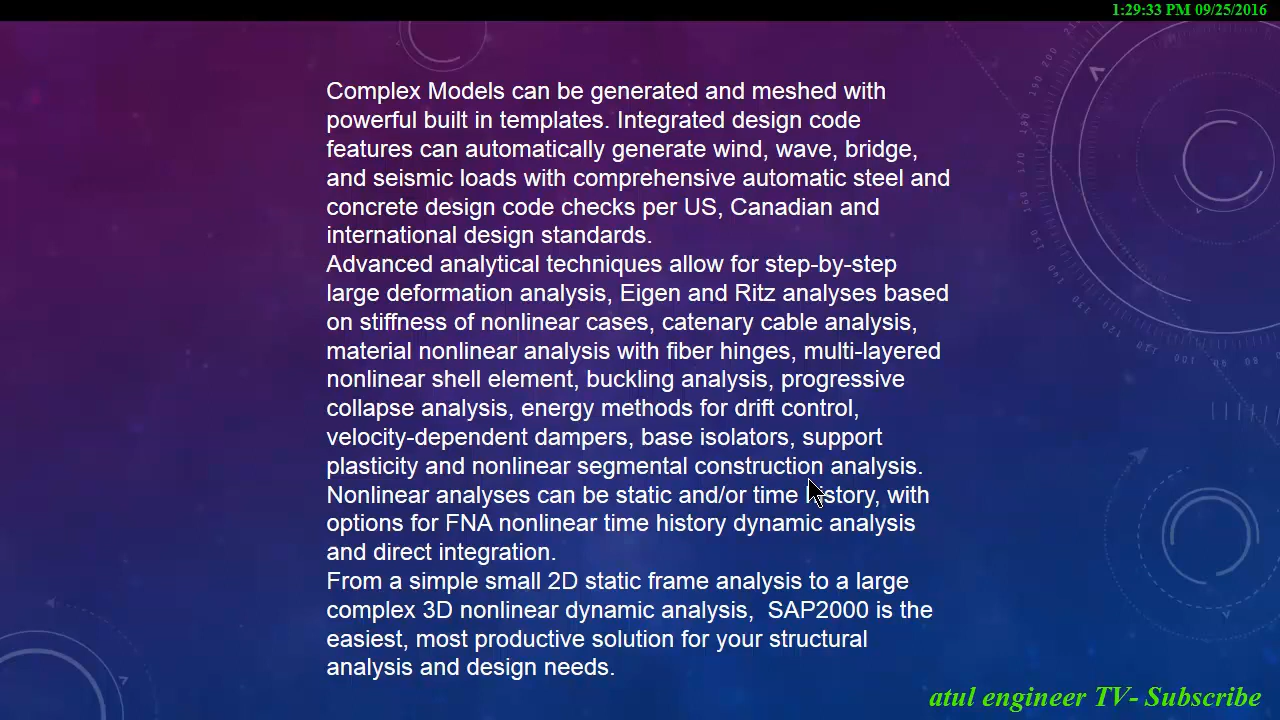 1:29:33 PM 09/25/2016
Complex Models can be generated and meshed with
powerful built in templates. Integrated design code
features can automatically generate wind, wave, bridge,
and seismic loads with comprehensive automatic steel and
concrete design code checks per US, Canadian and
international design standards.
Advanced analytical techniques allow for step-by-step
large deformation analysis, Eigen and Ritz analyses based
on stiffness of nonlinear cases, catenary cable analysis,
material nonlinear analysis with fiber hinges, multi-layered
nonlinear shell element, buckling analysis, progressive
collapse analysis, energy methods for drift control,
velocity-dependent dampers, base isolators, support
plasticity and nonlinear segmental construction analysis.
Nonlinear analyses can be static and/or time history, with
options for FNA nonlinear time history dynamic analysis
and direct integration.
From a simple small 2D static frame analysis to a large
complex 3D nonlinear dynamic analysis,  SAP2000 is the
easiest, most productive solution for your structural
analysis and design needs.
atul engineer TV- Subscribe